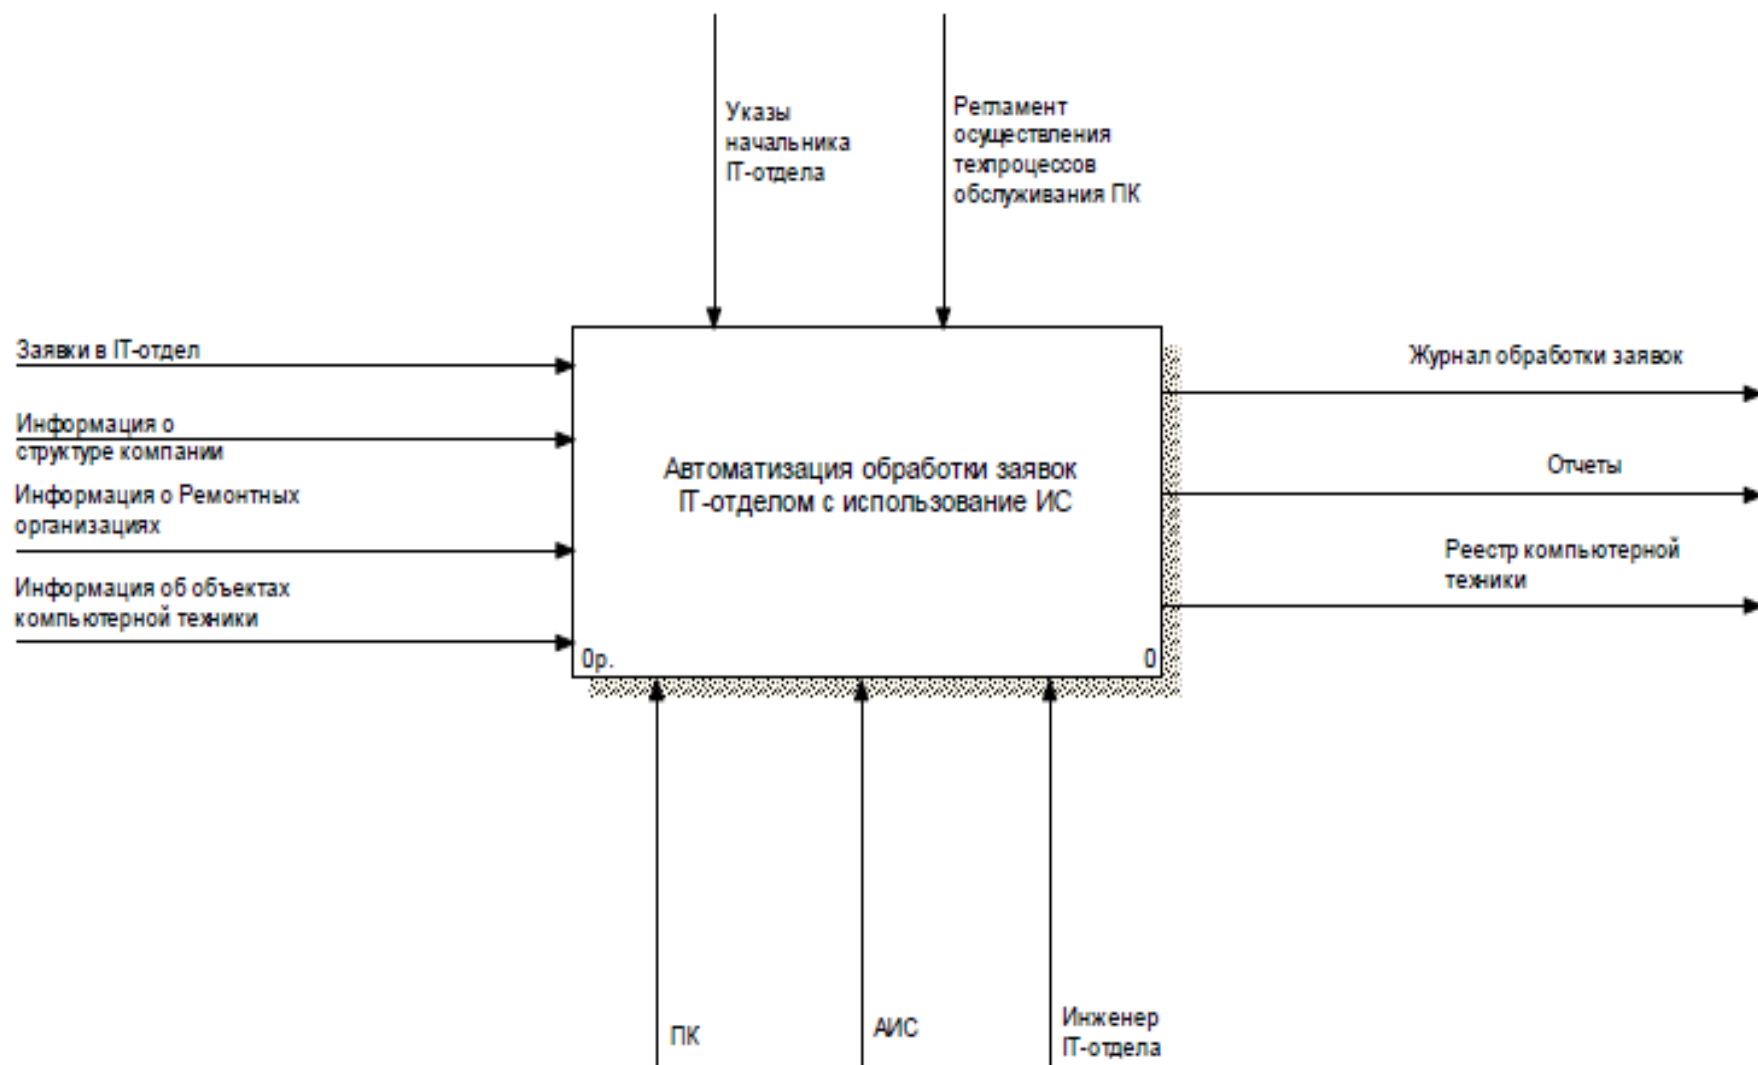 Указы
начальника
IT-отдела
Регламент
осуществления
техпроцессов
обслуживания ПК
Заявки в IT-отдел
Информация о
структуре компании
Информация о Ремонтных
организациях
Информация об объектах
компьютерной техники
Автоматизация обработки заявок
IT-отделом с использование ИС
0р.
0
Журнал обработки заявок
Отчеты
Реестр компьютерной
техники
ПК
АИС
Инженер
IT-отдела